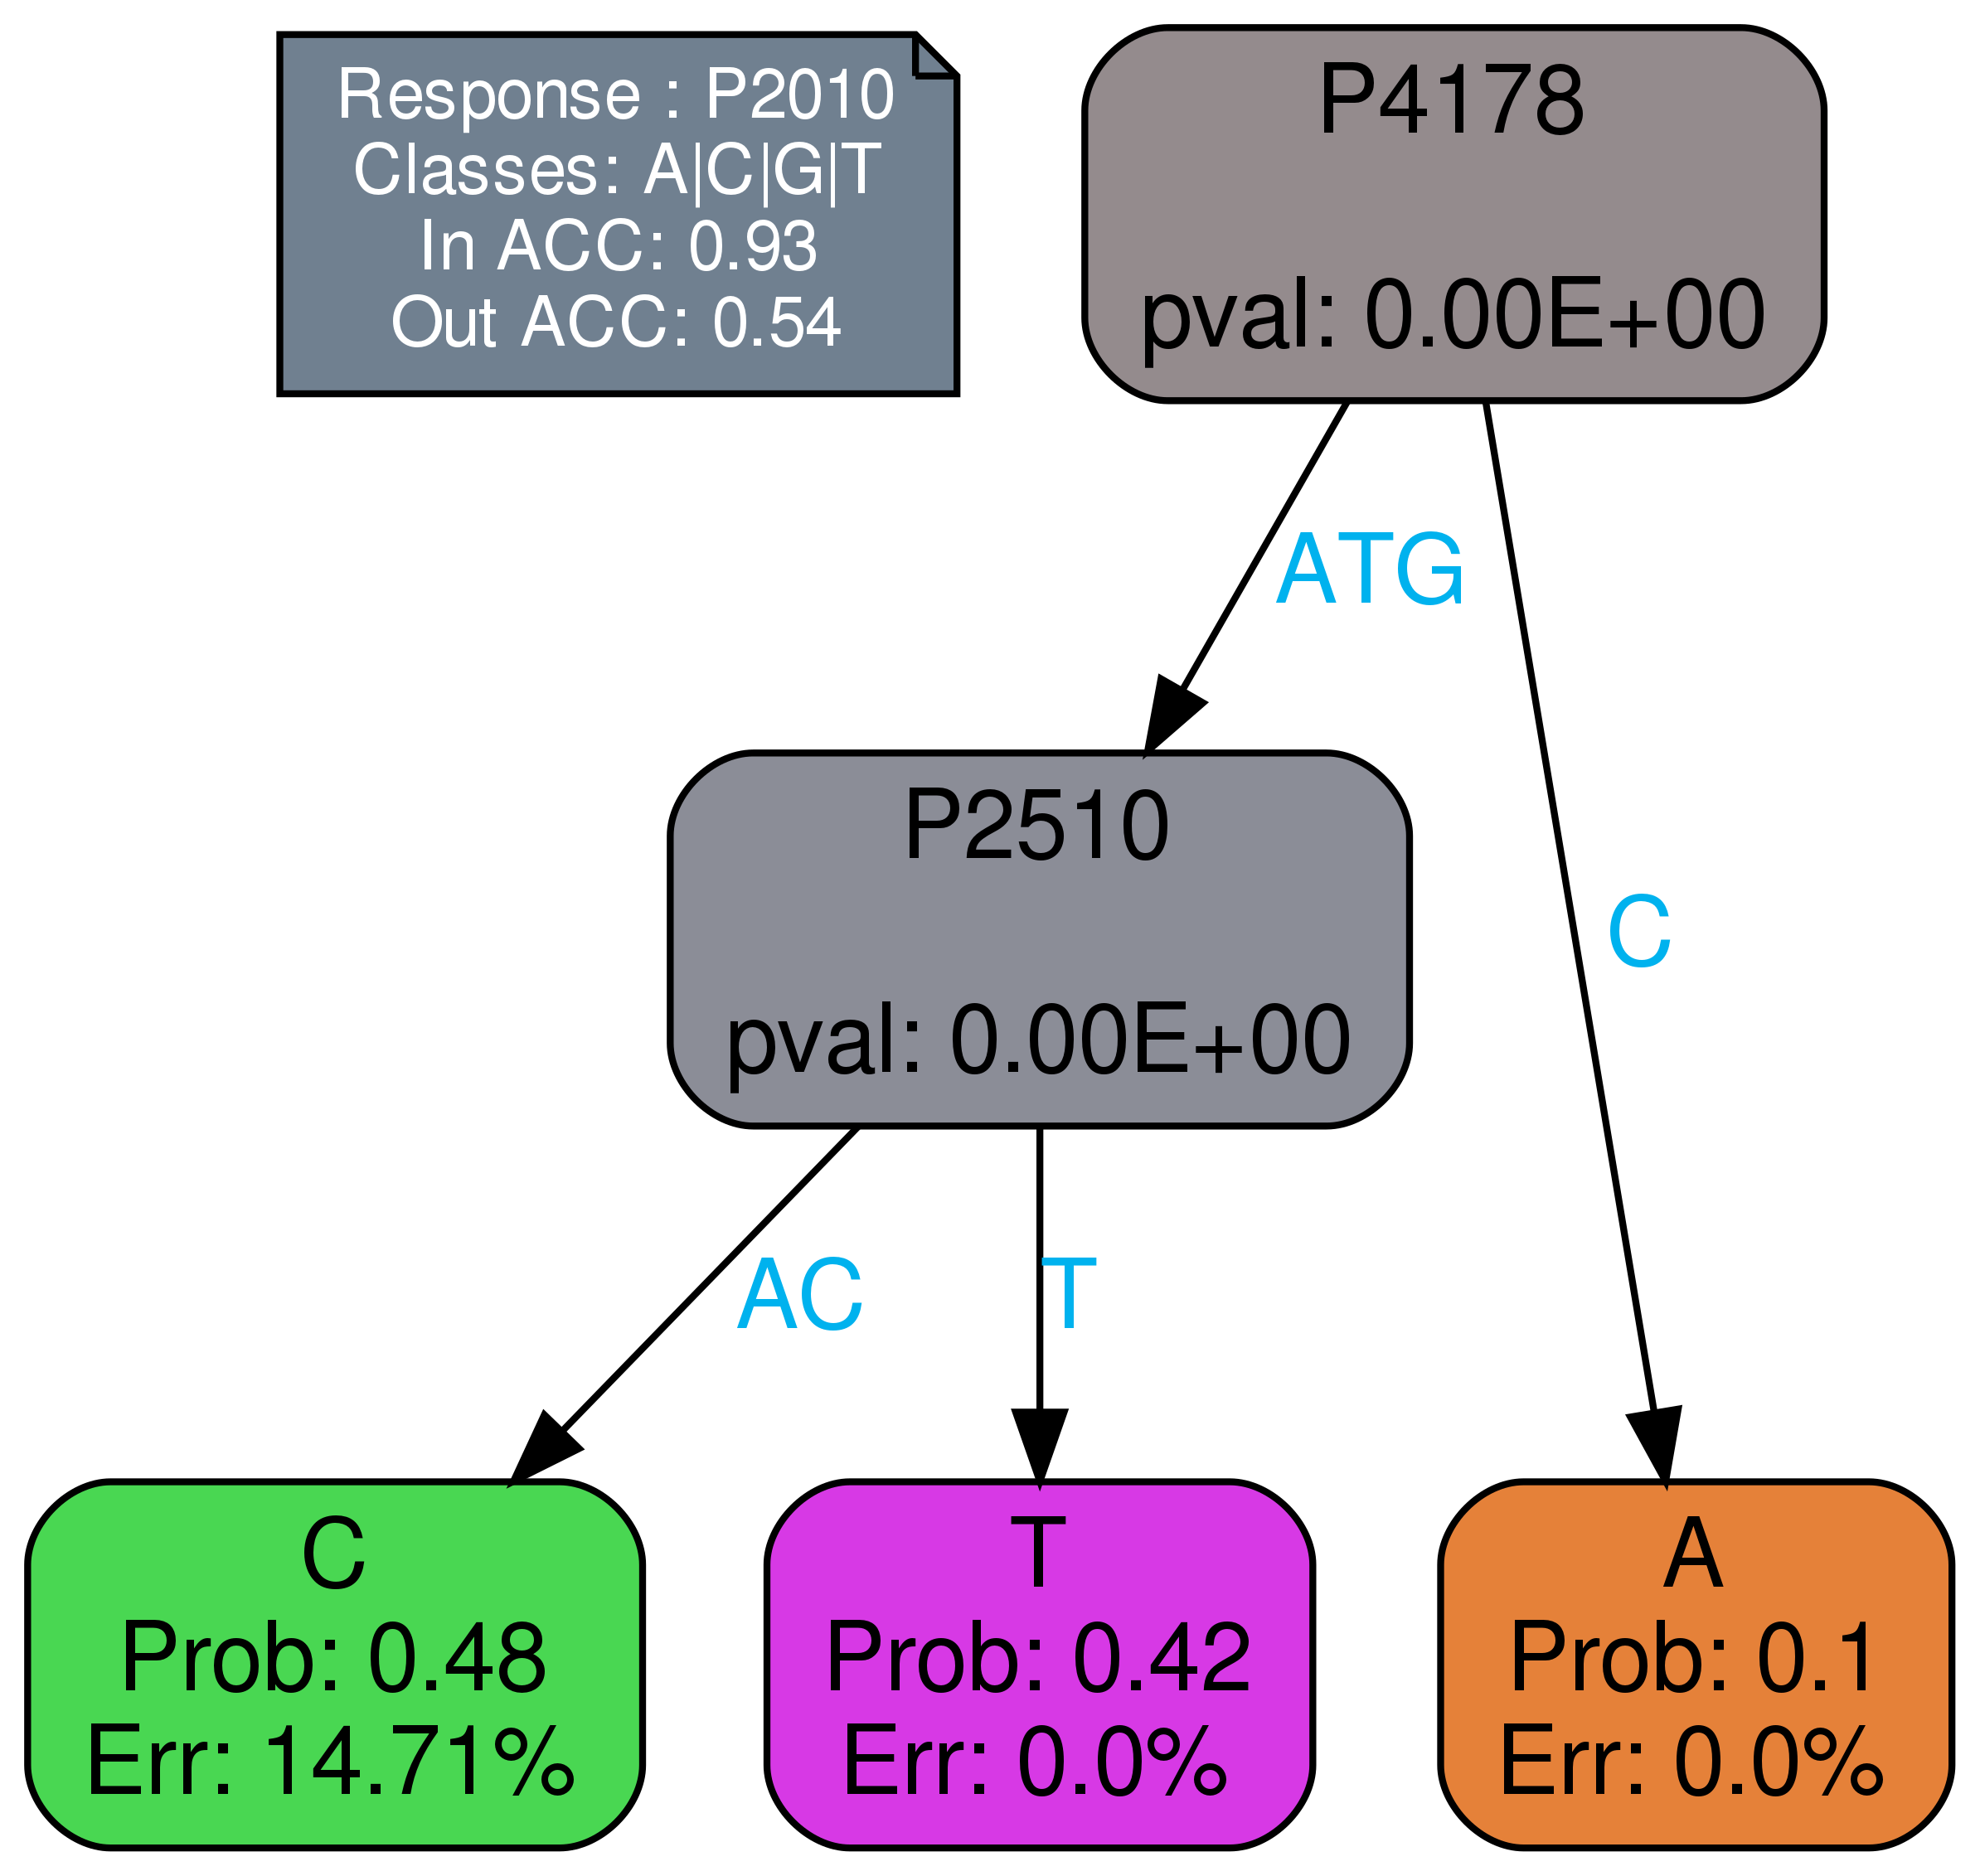 Response : P2010
Classes: A|C|G|T
In ACC: 0.93
Out ACC: 0.54
P4178
pval: 0.00E+00
ATG
C
P2510
pval: 0.00E+00
AC
T
C
Prob: 0.48
Err: 14.71%
T
Prob: 0.42
Err: 0.0%
A
Prob: 0.1
Err: 0.0%